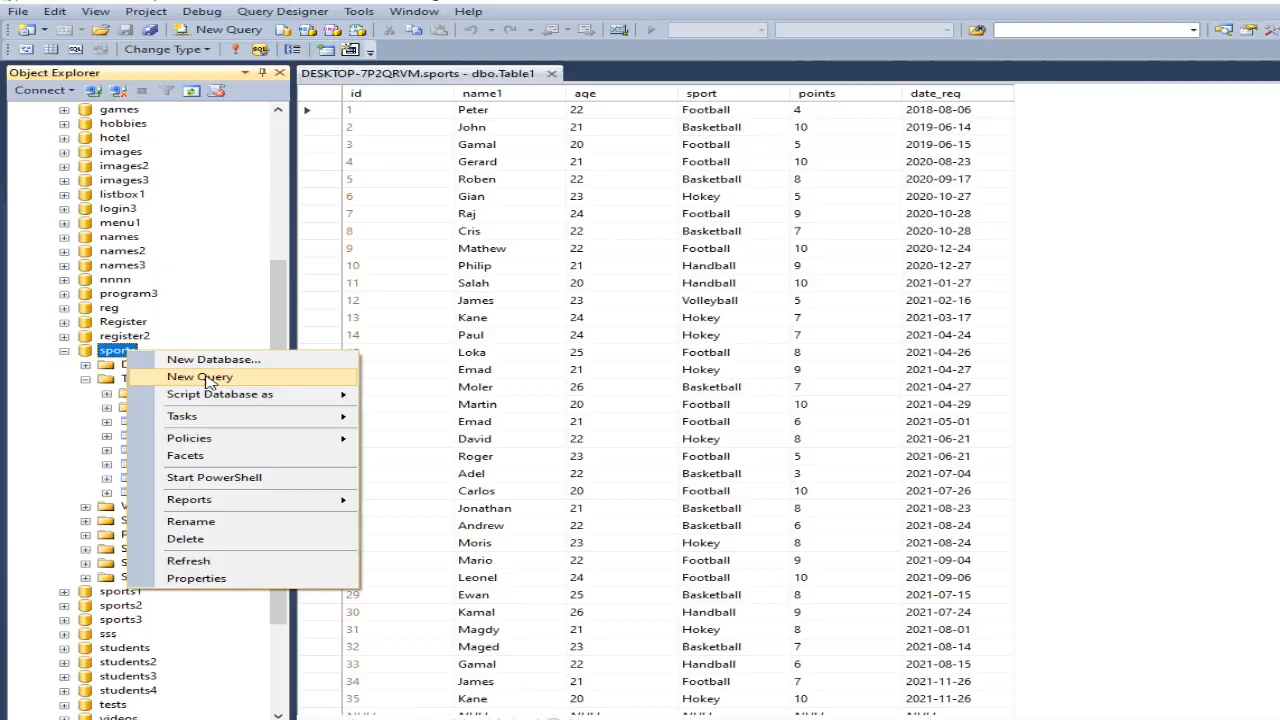 File Edit View Project Debug Query Designer Tools Window Help
New Query
Change Type
Object Explorer
Connect
games
hobbies
hotel
images
images2
images3
listbox1
login3
menu1
names
names2
names3
nnnn
program3
reg
Register
register2
sports
New Database...
New Query
Script Database as
Tasks
Policies
Facets
Start PowerShell
Reports
Rename
Delete
Refresh
Properties
sports1
sports2
sports3
sss
students
students2
students3
students4
tests
videos
DESKTOP-7P2QRVM.sports - dbo.Table1
id name1 age sport points date_reg
1 Peter 22 Football 4 2018-08-06
2 John 21 Basketball 10 2019-06-14
3 Gamal 20 Football 5 2019-06-15
4 Gerard 21 Football 10 2020-08-23
5 Roben 22 Basketball 8 2020-09-17
6 Gian 23 Hokey 5 2020-10-27
7 Raj 24 Football 9 2020-10-28
8 Cris 22 Basketball 7 2020-10-28
9 Mathew 22 Football 10 2020-12-24
10 Philip 21 Handball 9 2020-12-27
11 Salah 20 Handball 10 2021-01-27
12 James 23 Volleyball 5 2021-02-16
13 Kane 24 Hokey 7 2021-03-17
14 Paul 24 Hokey 7 2021-04-24
Loka 25 Football 8 2021-04-26
Emad 21 Hokey 9 2021-04-27
Moler 26 Basketball 7 2021-04-27
Martin 20 Football 10 2021-04-29
Emad 21 Football 6 2021-05-01
David 22 Hokey 8 2021-06-21
Roger 23 Football 5 2021-06-21
Adel 22 Basketball 3 2021-07-04
Carlos 20 Football 10 2021-07-26
Jonathan 21 Basketball 8 2021-08-23
Andrew 22 Basketball 6 2021-08-24
Moris 23 Hokey 8 2021-08-24
Mario 22 Football 9 2021-09-04
Leonel 24 Football 10 2021-09-06
29 Ewan 25 Basketball 8 2021-07-15
30 Kamal 26 Handball 9 2021-07-24
31 Magdy 21 Hokey 8 2021-08-01
32 Maged 23 Basketball 7 2021-08-14
33 Gamal 22 Handball 6 2021-08-15
34 James 21 Football 7 2021-11-26
35 Kane 20 Hokey 10 2021-11-26
NULL NULL NULL NULL NULL NULL